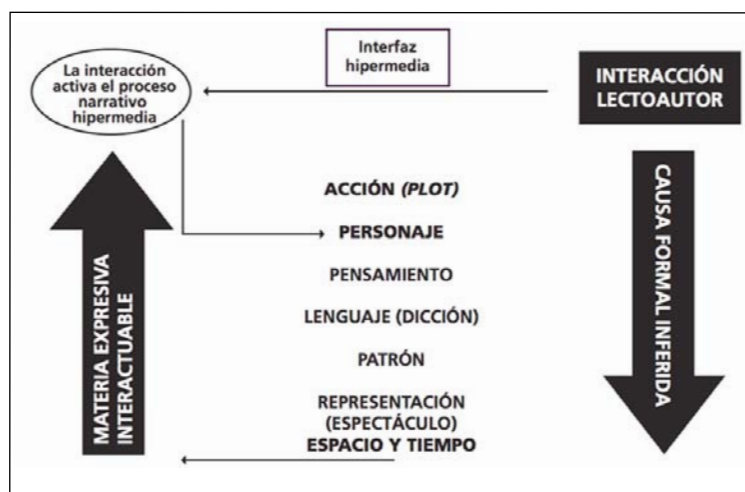 Interfaz
hipermedia
La interacción
activa el proceso
narrativo
hipermedia
INTERACCIÓN
LECTOAUTOR
ACCIÓN (PLOT)
PERSONAJE
PENSAMIENTO
LENGUAJE (DICCIÓN)
PATRÓN
REPRESENTACIÓN
(ESPECTÁCULO)
ESPACIO Y TIEMPO
MATERIA EXPRESIVA
INTERACTUABLE
CAUSA FORMAL INFERIDA